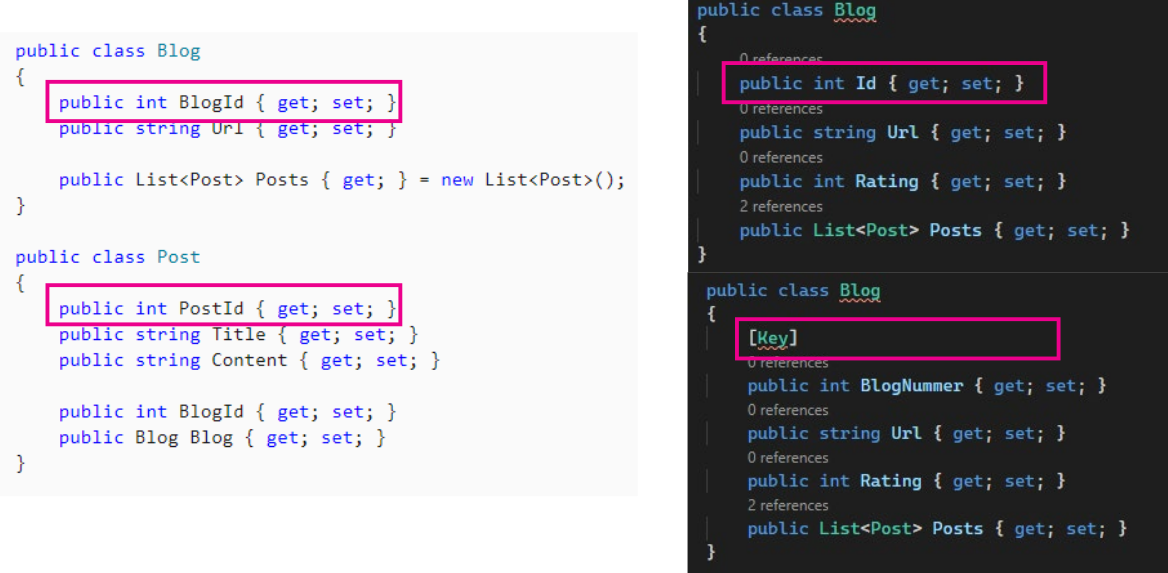 public class Blog
{
public int BlogId { get; set; }
public string Url { get; set; }
public List<Post> Posts { get; } = new List<Post>();
}
public class Post
{
public int PostId { get; set; }
public string Title { get; set; }
public string Content { get; set; }
public int BlogId { get; set; }
public Blog Blog { get; set; }
}
public class Blog
{
0 references
public int Id { get; set; }
0 references
public string Url { get; set; }
0 references
public int Rating { get; set; }
2 references
public List<Post> Posts { get; set; }
}
public class Blog
{
[Key]
0 references
public int BlogNummer { get; set; }
0 references
public string Url { get; set; }
0 references
public int Rating { get; set; }
2 references
public List<Post> Posts { get; set; }
}